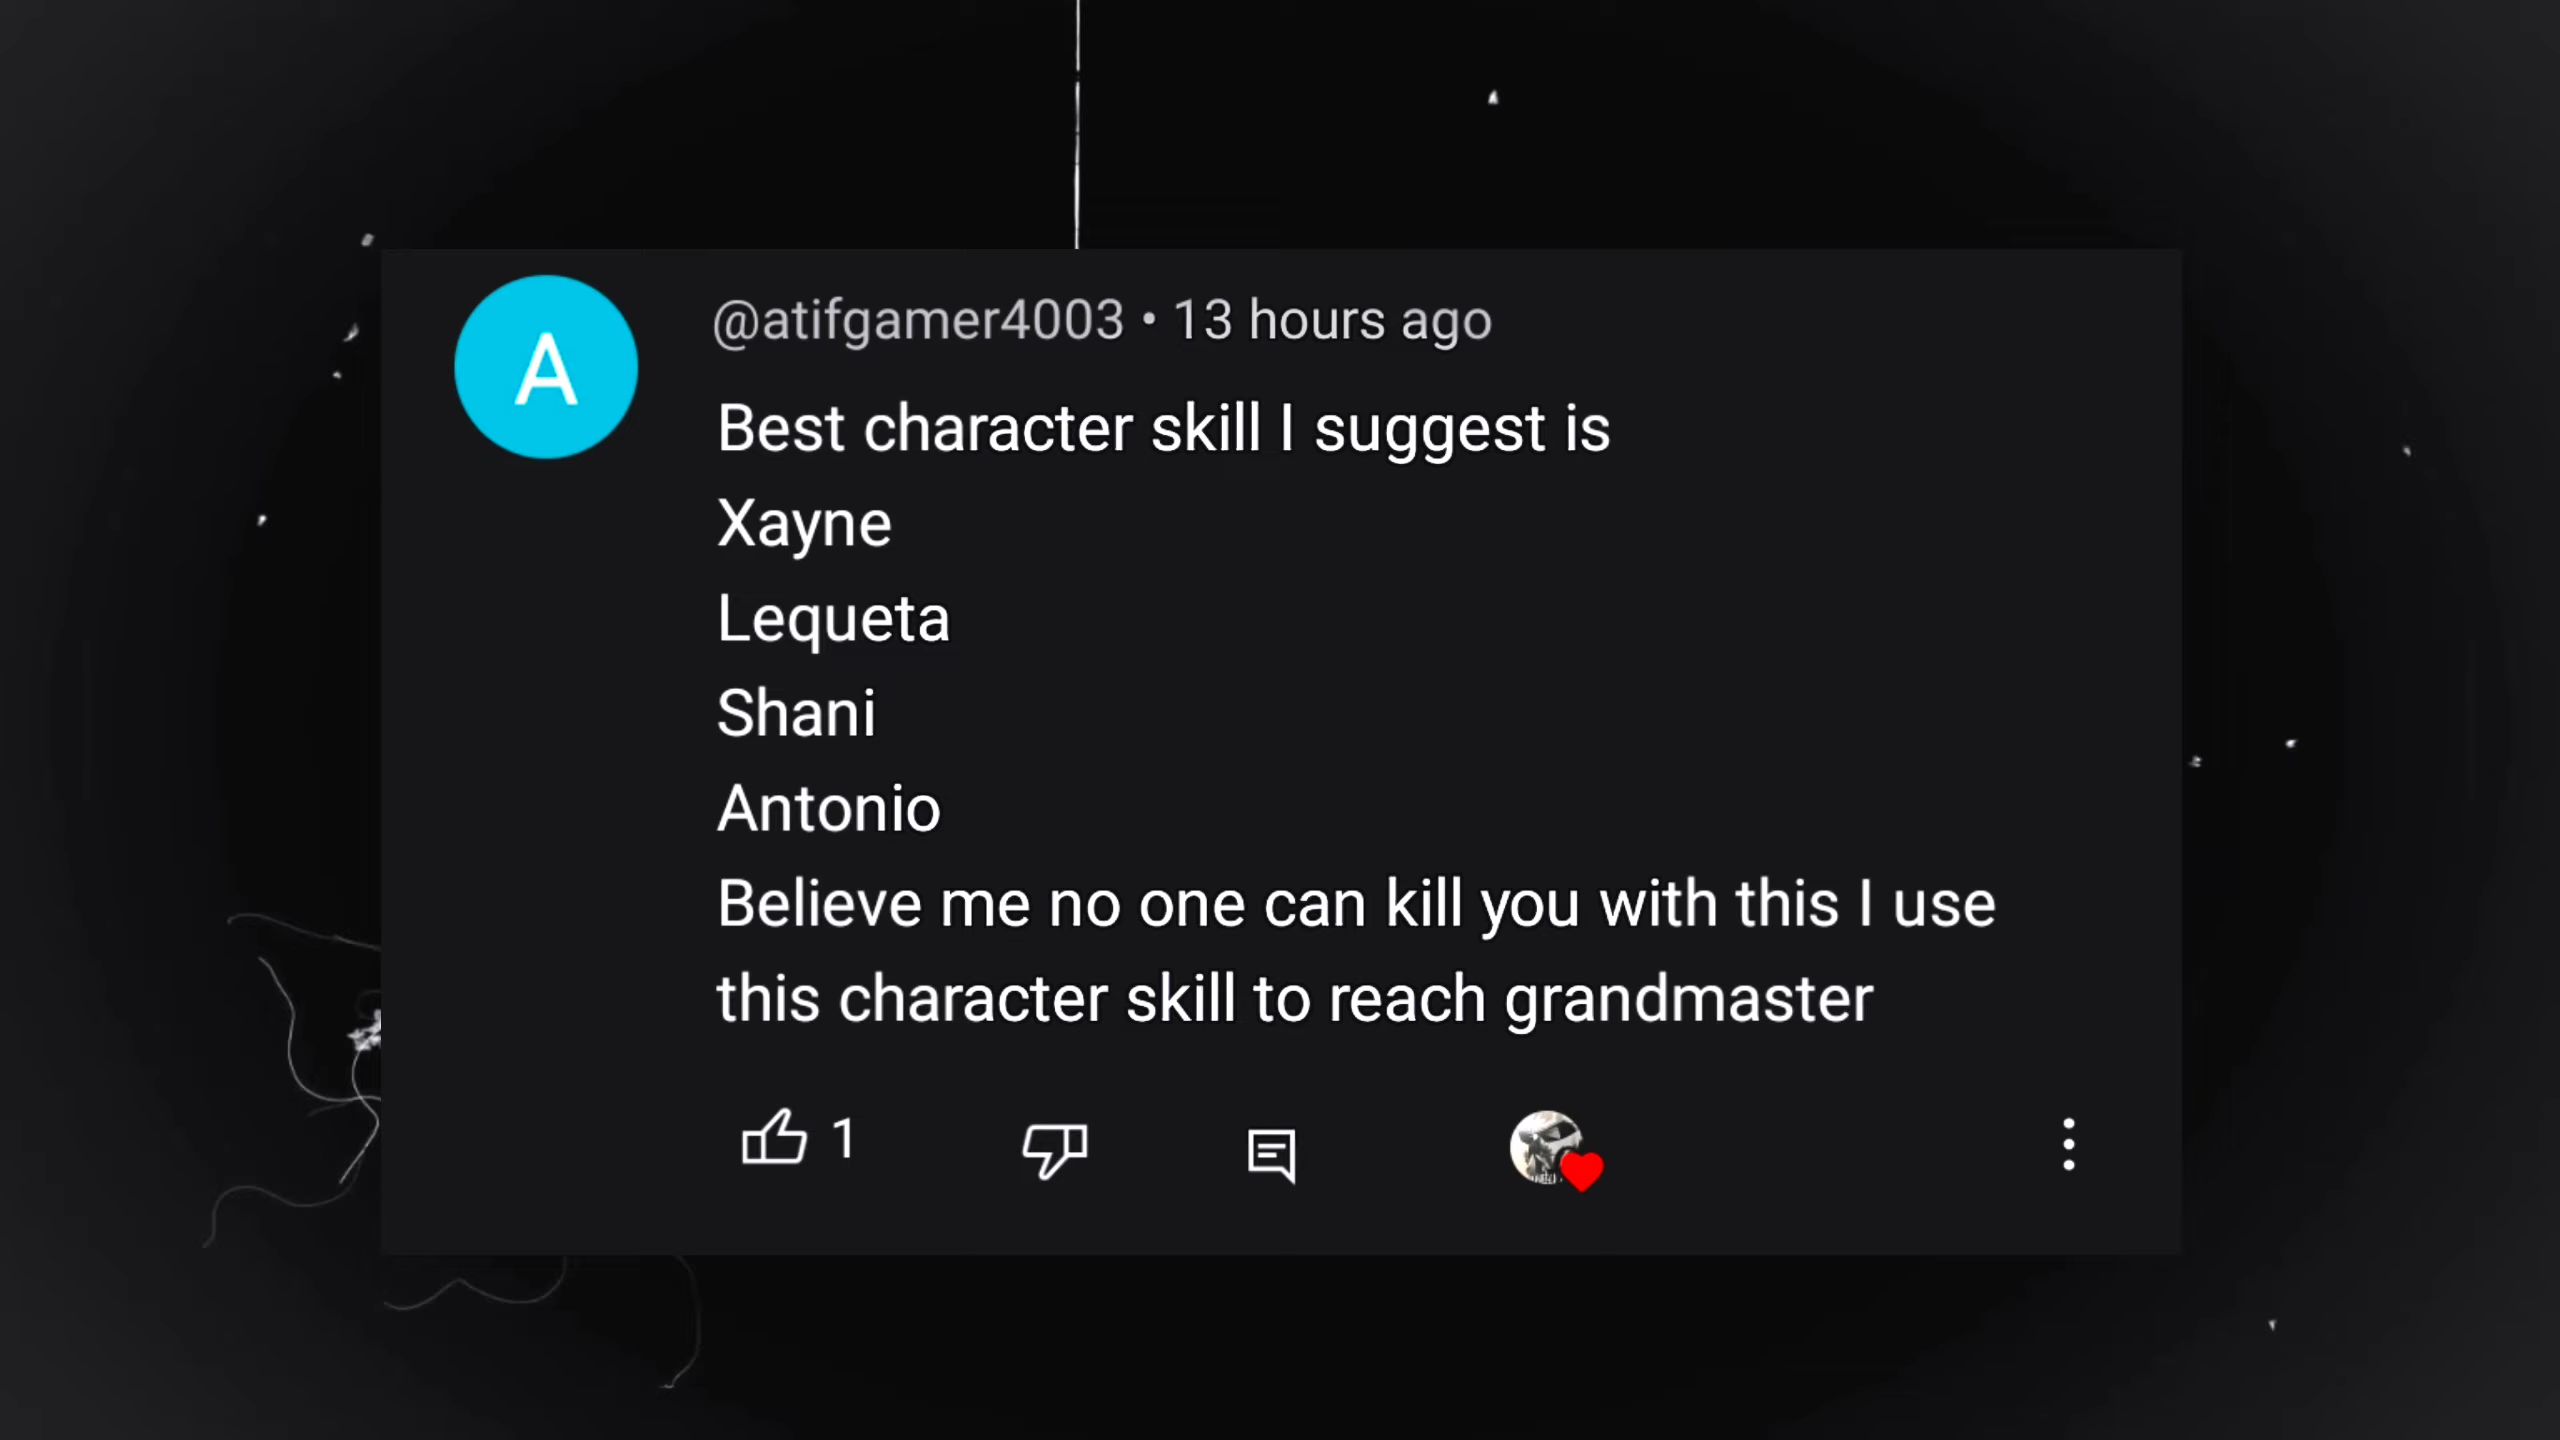 A
@atifgamer4003 • 13 hours ago
Best character skill I suggest is
Xayne
Lequeta
Shani
Antonio
Believe me no one can kill you with this I use
this character skill to reach grandmaster
1